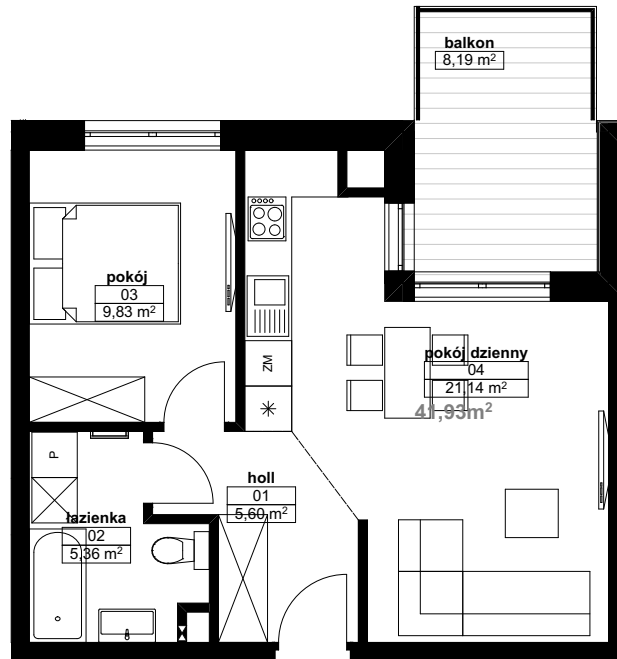 balkon
8,19 m²
pokój
03
9,83 m²
pokój dzienny
04
21,14 m²
41,93m²
ZM
holl
01
5,60 m²
P
łazienka
02
5,36 m²